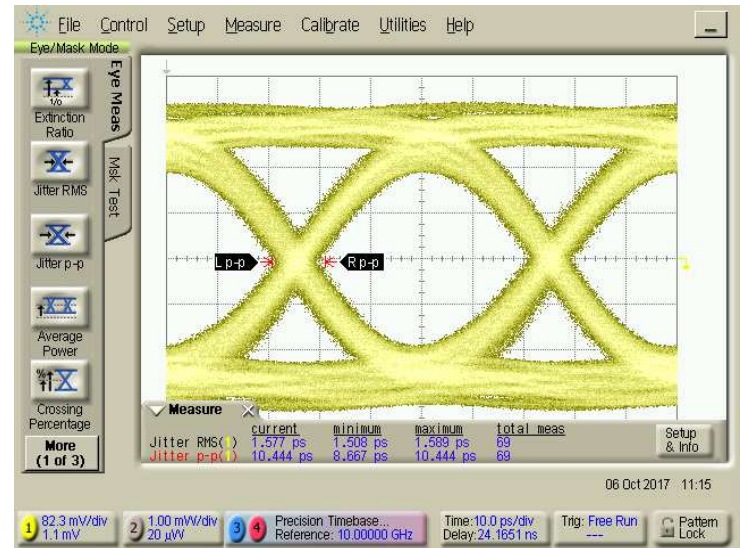 File Control Setup Measure Calibrate Utilities Help
Eye/Mask Mode
Eye Meas
Msk Test
1/0
Extinction
Ratio
Jitter RMS
Jitter p-p
Average
Power
%
Crossing
Percentage
More
(1 of 3)
L p-p
R p-p
Measure
current minimum maximum total meas
Jitter RMS(1) 1.577 ps 1.508 ps 1.589 ps 69
Jitter p-p(1) 10.444 ps 8.667 ps 10.444 ps 69
Setup
& Info
06 Oct 2017 11:15
1 82.3 mV/div
1.1 mV
2 1.00 mW/div
20 µW
3 4 Precision Timebase...
Reference: 10.00000 GHz
Time:10.0 ps/div
Delay:24.1651 ns
Trig: Free Run
---
Pattern
Lock